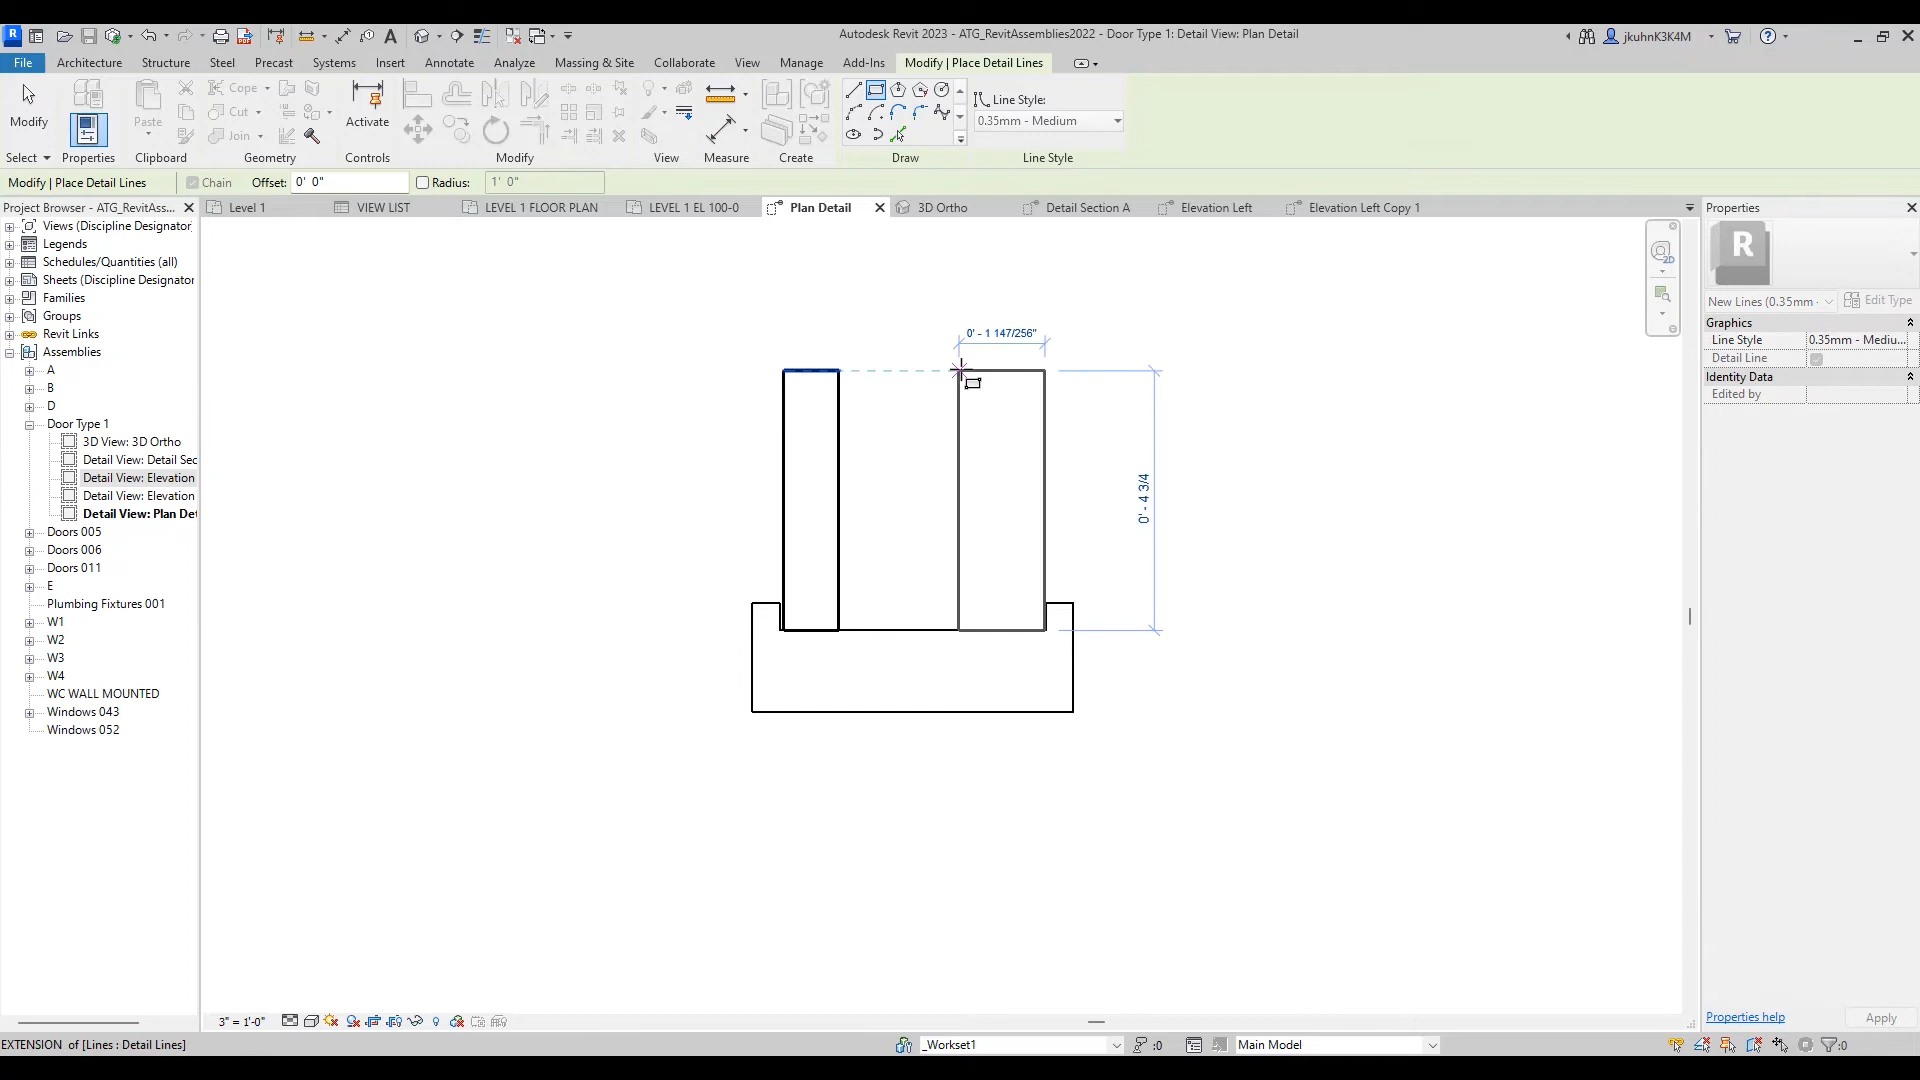 Autodesk Revit 2023 - ATG_RevitAssemblies2022 - Door Type 1: Detail View: Plan Detail
jkuhnK3K4M
File Architecture Structure Steel Precast Systems Insert Annotate Analyze Massing & Site Collaborate View Manage Add-Ins Modify | Place Detail Lines
Modify
Paste
Cope
Cut
Join
Activate
Line Style:
0.35mm - Medium
Select Properties Clipboard Geometry Controls Modify View Measure Create Draw Line Style
Modify | Place Detail Lines Chain Offset: 0' 0" Radius: 1' 0"
Project Browser - ATG_RevitAss...
Level 1 VIEW LIST LEVEL 1 FLOOR PLAN LEVEL 1 EL 100-0 Plan Detail 3D Ortho Detail Section A Elevation Left Elevation Left Copy 1
Properties
Views (Discipline Designator
Legends
Schedules/Quantities (all)
Sheets (Discipline Designator
Families
Groups
Revit Links
Assemblies
A
B
D
Door Type 1
3D View: 3D Ortho
Detail View: Detail Sec
Detail View: Elevation
Detail View: Elevation
Detail View: Plan Det
Doors 005
Doors 006
Doors 011
E
Plumbing Fixtures 001
W1
W2
W3
W4
WC WALL MOUNTED
Windows 043
Windows 052
0' - 1 147/256"
0' - 4 3/4
2D
R
New Lines (0.35mm - Edit Type
Graphics
Line Style 0.35mm - Mediu...
Detail Line
Identity Data
Edited by
Properties help Apply
3" = 1'-0"
EXTENSION of [Lines : Detail Lines]
_Workset1
:0
Main Model
:0